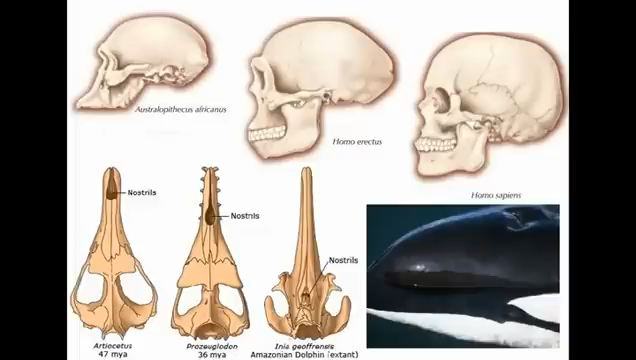 Australopithecus africanus
Homo erectus
Homo sapiens
Nostrils
Nostrils
Nostrils
Artiocetus
47 mya
Prozeuglodon
36 mya
Inia geoffrensis
Amazonian Dolphin (extant)